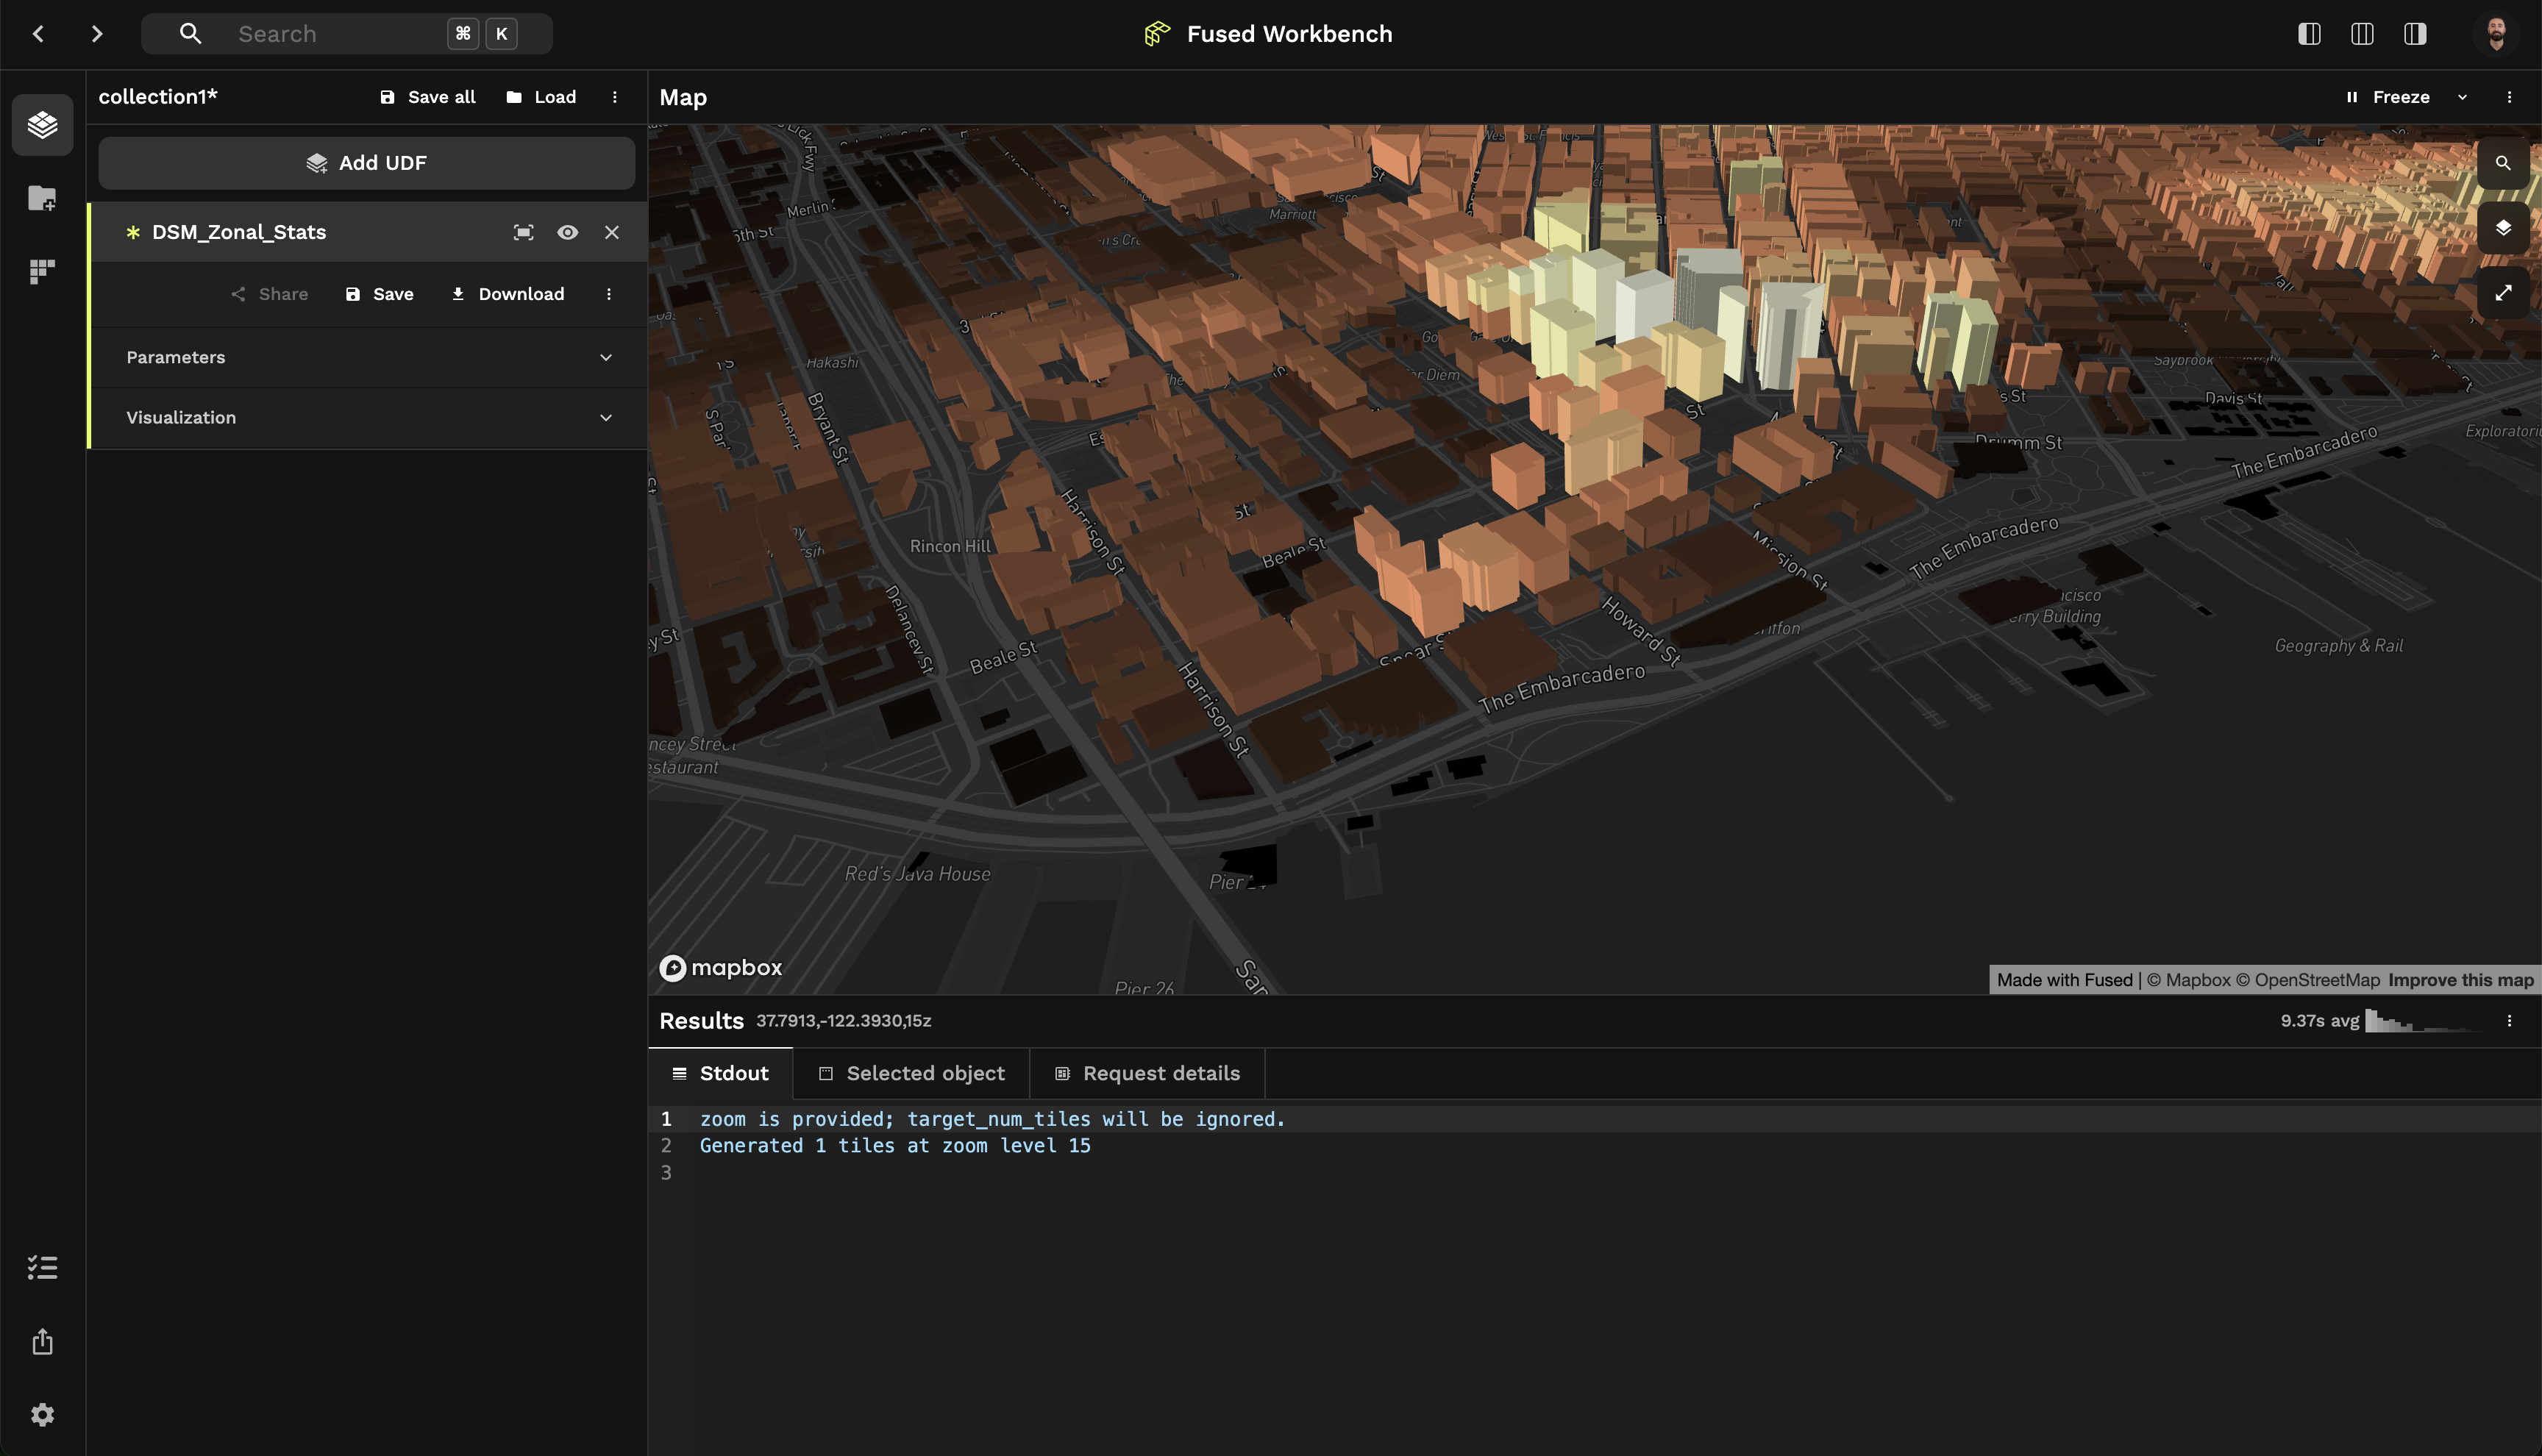 Search
⌘ K
Fused Workbench
collection1*
Save all
Load
Map
Freeze
Add UDF
DSM_Zonal_Stats
Share
Save
Download
Parameters
Visualization
Merlin
5th St
Marriott
Hakashi
Bryant St
Rincon Hill
Harrison St
Beale St
Delancey St
Beale St
Harrison St
Howard St
Mission St
The Embarcadero
The Embarcadero
The Embarcadero
Drumm St
Davis St
Saybrook
Geography & Rail
Red's Java House
Pier
Pier 26
mapbox
Made with Fused | © Mapbox © OpenStreetMap Improve this map
Results 37.7913,-122.3930,15z
9.37s avg
Stdout
Selected object
Request details
1 zoom is provided; target_num_tiles will be ignored.
2 Generated 1 tiles at zoom level 15
3